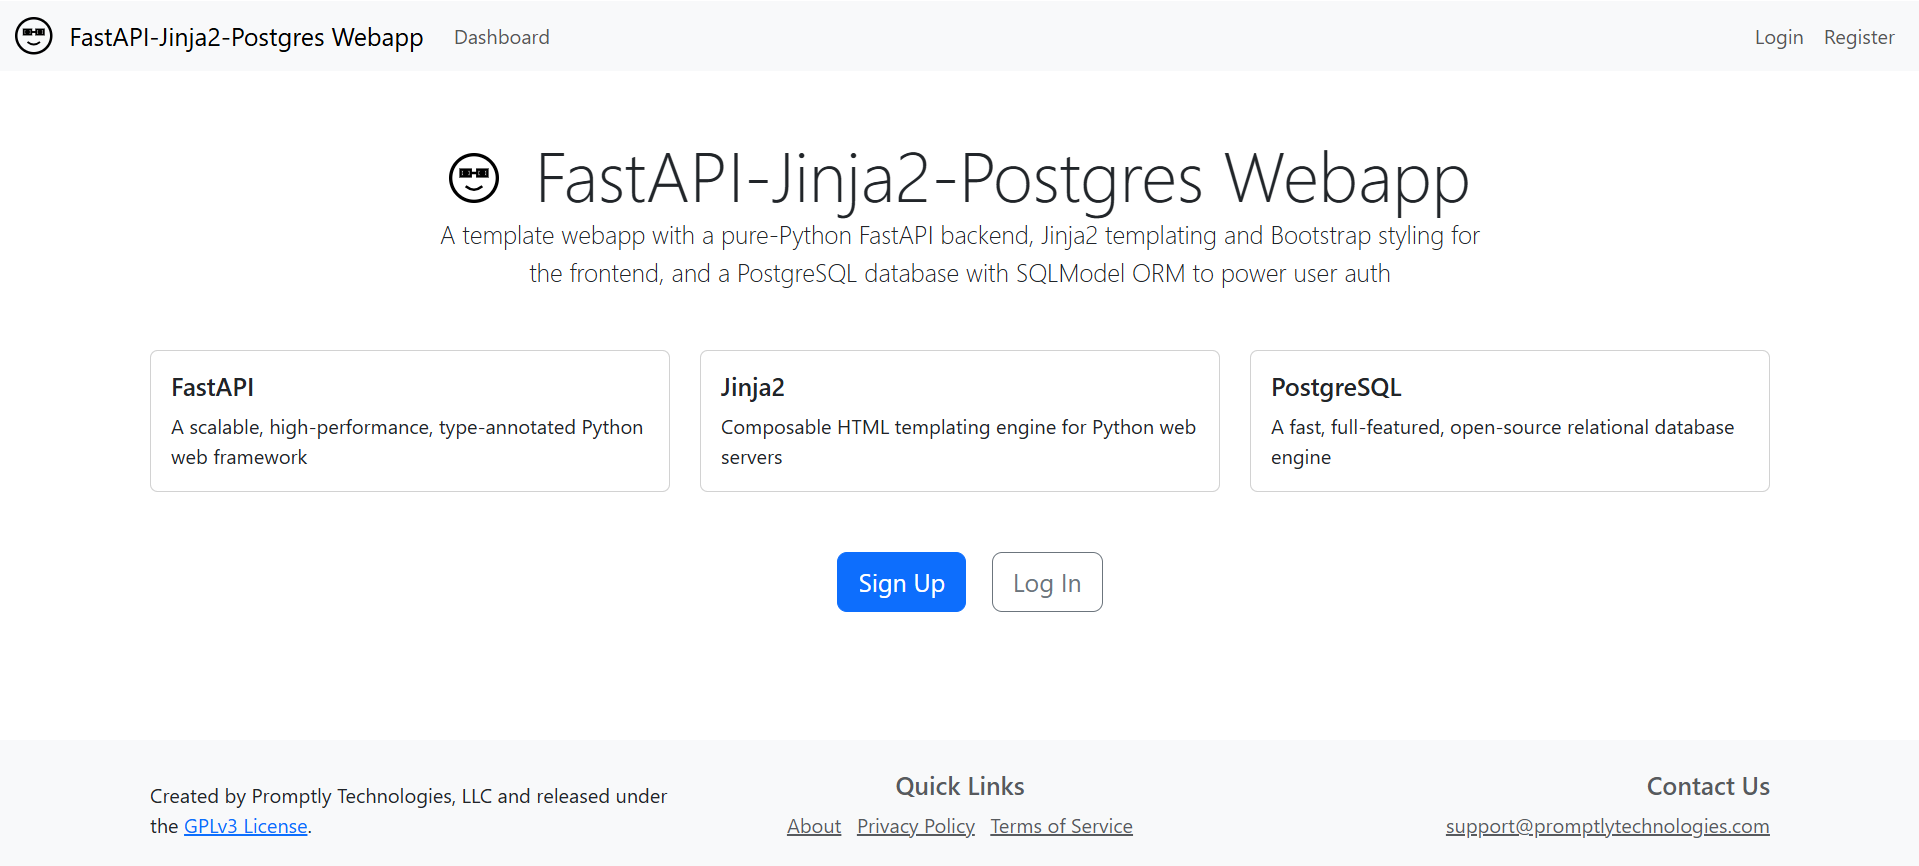 FastAPI-Jinja2-Postgres Webapp Dashboard Login Register
FastAPI-Jinja2-Postgres Webapp
A template webapp with a pure-Python FastAPI backend, Jinja2 templating and Bootstrap styling for
the frontend, and a PostgreSQL database with SQLModel ORM to power user auth
FastAPI
A scalable, high-performance, type-annotated Python
web framework
Jinja2
Composable HTML templating engine for Python web
servers
PostgreSQL
A fast, full-featured, open-source relational database
engine
Sign Up
Log In
Created by Promptly Technologies, LLC and released under
the GPLv3 License.
Quick Links
About Privacy Policy Terms of Service
Contact Us
support@promptlytechnologies.com